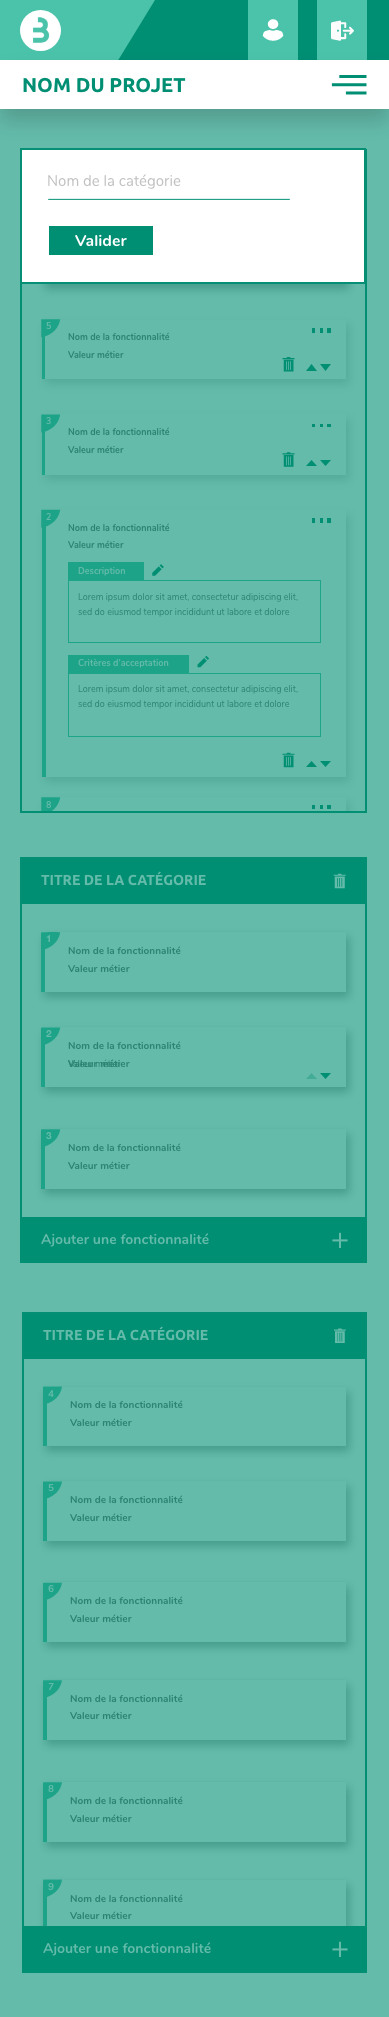 B
NOM DU PROJET
Nom de la catégorie
Valider
5
Nom de la fonctionnalité
Valeur métier
3
Nom de la fonctionnalité
Valeur métier
2
Nom de la fonctionnalité
Valeur métier
Description
Lorem ipsum dolor sit amet, consectetur adipiscing elit,
sed do eiusmod tempor incididunt ut labore et dolore
Critères d'acceptation
Lorem ipsum dolor sit amet, consectetur adipiscing elit,
sed do eiusmod tempor incididunt ut labore et dolore
8
TITRE DE LA CATÉGORIE
1
Nom de la fonctionnalité
Valeur métier
2
Nom de la fonctionnalité
Valeur métier
3
Nom de la fonctionnalité
Valeur métier
Ajouter une fonctionnalité
TITRE DE LA CATÉGORIE
4
Nom de la fonctionnalité
Valeur métier
5
Nom de la fonctionnalité
Valeur métier
6
Nom de la fonctionnalité
Valeur métier
7
Nom de la fonctionnalité
Valeur métier
8
Nom de la fonctionnalité
Valeur métier
9
Nom de la fonctionnalité
Valeur métier
Ajouter une fonctionnalité